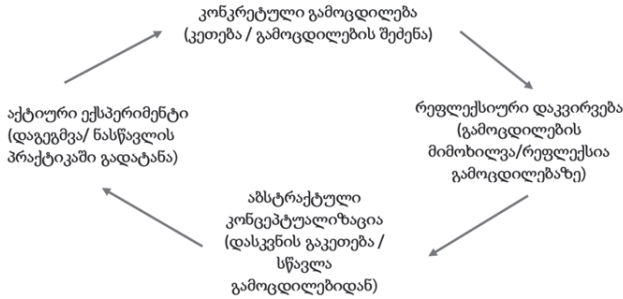 კონკრეტული გამოცდილება
(კეთება / გამოცდილების შეძენა)
რეფლექსიური დაკვირვება
(გამოცდილების
მიმოხილვა/რეფლექსია
გამოცდილებაზე)
აბსტრაქტული
კონცეპტუალიზაცია
(დასკვნის გაკეთება /
სწავლა
გამოცდილებიდან)
აქტიური ექსპერიმენტი
(დაგეგმვა/ ნასწავლის
პრაქტიკაში გადატანა)